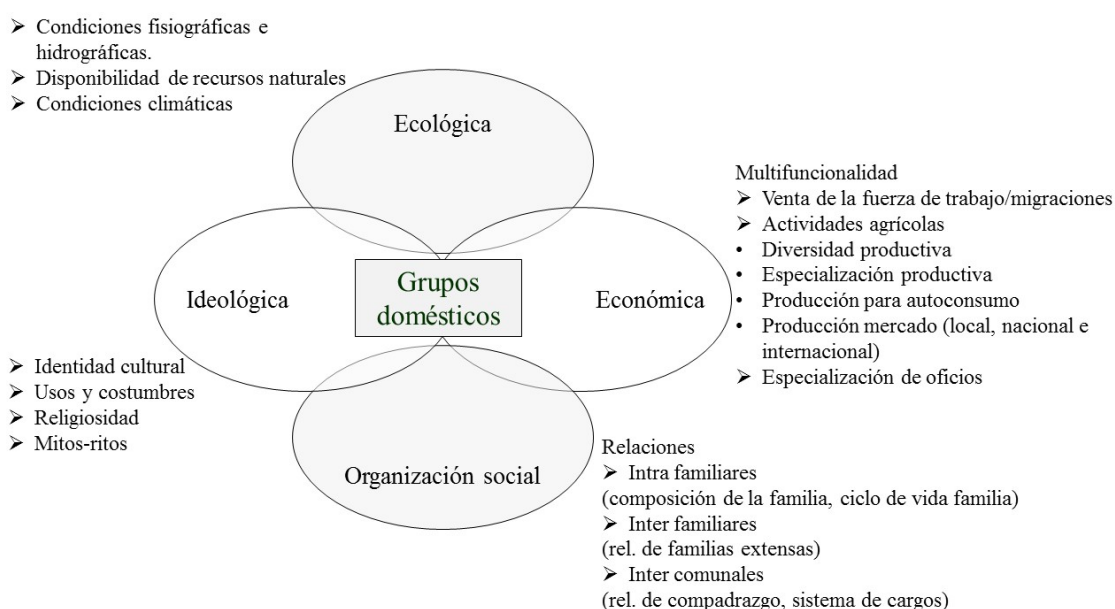 ➢ Condiciones fisiográficas e
hidrográficas.
➢ Disponibilidad de recursos naturales
➢ Condiciones climáticas
Ecológica
Multifuncionalidad
➢ Venta de la fuerza de trabajo/migraciones
➢ Actividades agrícolas
• Diversidad productiva
• Especialización productiva
• Producción para autoconsumo
• Producción mercado (local, nacional e
internacional)
➢ Especialización de oficios
Ideológica
Grupos
domésticos
Económica
➢ Identidad cultural
➢ Usos y costumbres
➢ Religiosidad
➢ Mitos-ritos
Organización social
Relaciones
➢ Intra familiares
(composición de la familia, ciclo de vida familia)
➢ Inter familiares
(rel. de familias extensas)
➢ Inter comunales
(rel. de compadrazgo, sistema de cargos)